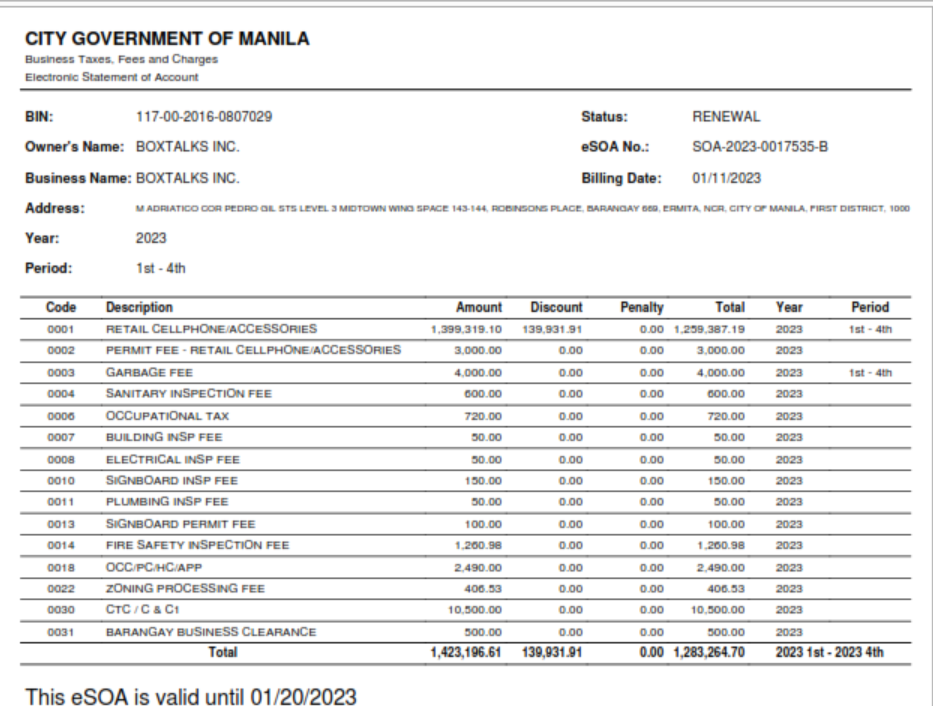 CITY GOVERNMENT OF MANILA
Business Taxes, Fees and Charges
Electronic Statement of Account
BIN: 117-00-2016-0807029 Status: RENEWAL
Owner's Name: BOXTALKS INC. eSOA No.: SOA-2023-0017535-B
Business Name: BOXTALKS INC. Billing Date: 01/11/2023
Address: M ADRIATICO COR PEDRO GIL STS LEVEL 3 MIDTOWN WING SPACE 143-144, ROBINSONS PLACE, BARANGAY 669, ERMITA, NCR, CITY OF MANILA, FIRST DISTRICT, 1000
Year: 2023
Period: 1st - 4th
Code Description Amount Discount Penalty Total Year Period
0001 RETAIL CELLPHONE/ACCESSORIES 1,399,319.10 139,931.91 0.00 1,259,387.19 2023 1st - 4th
0002 PERMIT FEE - RETAIL CELLPHONE/ACCESSORIES 3,000.00 0.00 0.00 3,000.00 2023
0003 GARBAGE FEE 4,000.00 0.00 0.00 4,000.00 2023 1st - 4th
0004 SANITARY INSPECTION FEE 600.00 0.00 0.00 600.00 2023
0006 OCCUPATIONAL TAX 720.00 0.00 0.00 720.00 2023
0007 BUILDING INSP FEE 50.00 0.00 0.00 50.00 2023
0008 ELECTRICAL INSP FEE 50.00 0.00 0.00 50.00 2023
0010 SIGNBOARD INSP FEE 150.00 0.00 0.00 150.00 2023
0011 PLUMBING INSP FEE 50.00 0.00 0.00 50.00 2023
0013 SIGNBOARD PERMIT FEE 100.00 0.00 0.00 100.00 2023
0014 FIRE SAFETY INSPECTION FEE 1,260.98 0.00 0.00 1,260.98 2023
0018 OCC/PC/HC/APP 2,490.00 0.00 0.00 2,490.00 2023
0022 ZONING PROCESSING FEE 406.53 0.00 0.00 406.53 2023
0030 CTC / C & C1 10,500.00 0.00 0.00 10,500.00 2023
0031 BARANGAY BUSINESS CLEARANCE 500.00 0.00 0.00 500.00 2023
Total 1,423,196.61 139,931.91 0.00 1,283,264.70 2023 1st - 2023 4th
This eSOA is valid until 01/20/2023